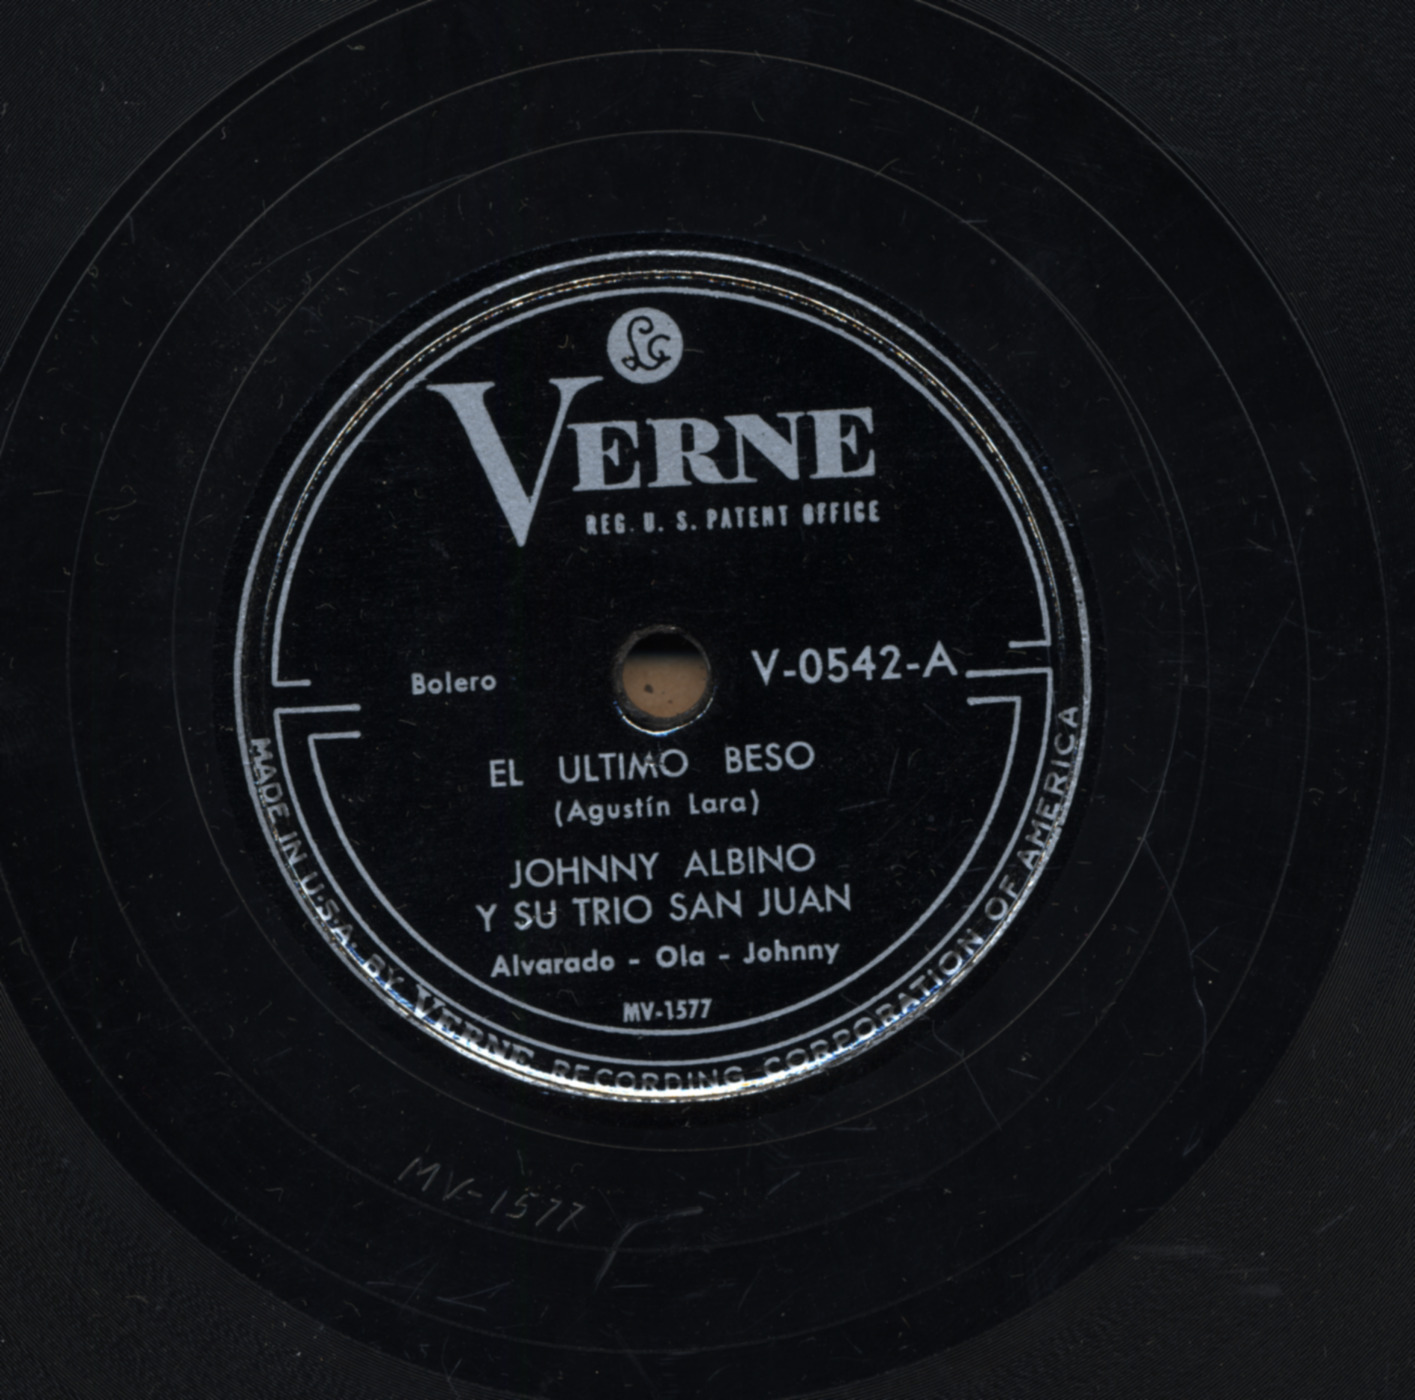 Lc
VERNE
REG. U. S. PATENT OFFICE
Bolero
V-0542-A
EL ULTIMO BESO
(Agustín Lara)
JOHNNY ALBINO
Y SU TRIO SAN JUAN
Alvarado - Ola - Johnny
MV-1577
MADE IN U.S.A. BY VERNE RECORDING CORPORATION OF AMERICA
MV-1577